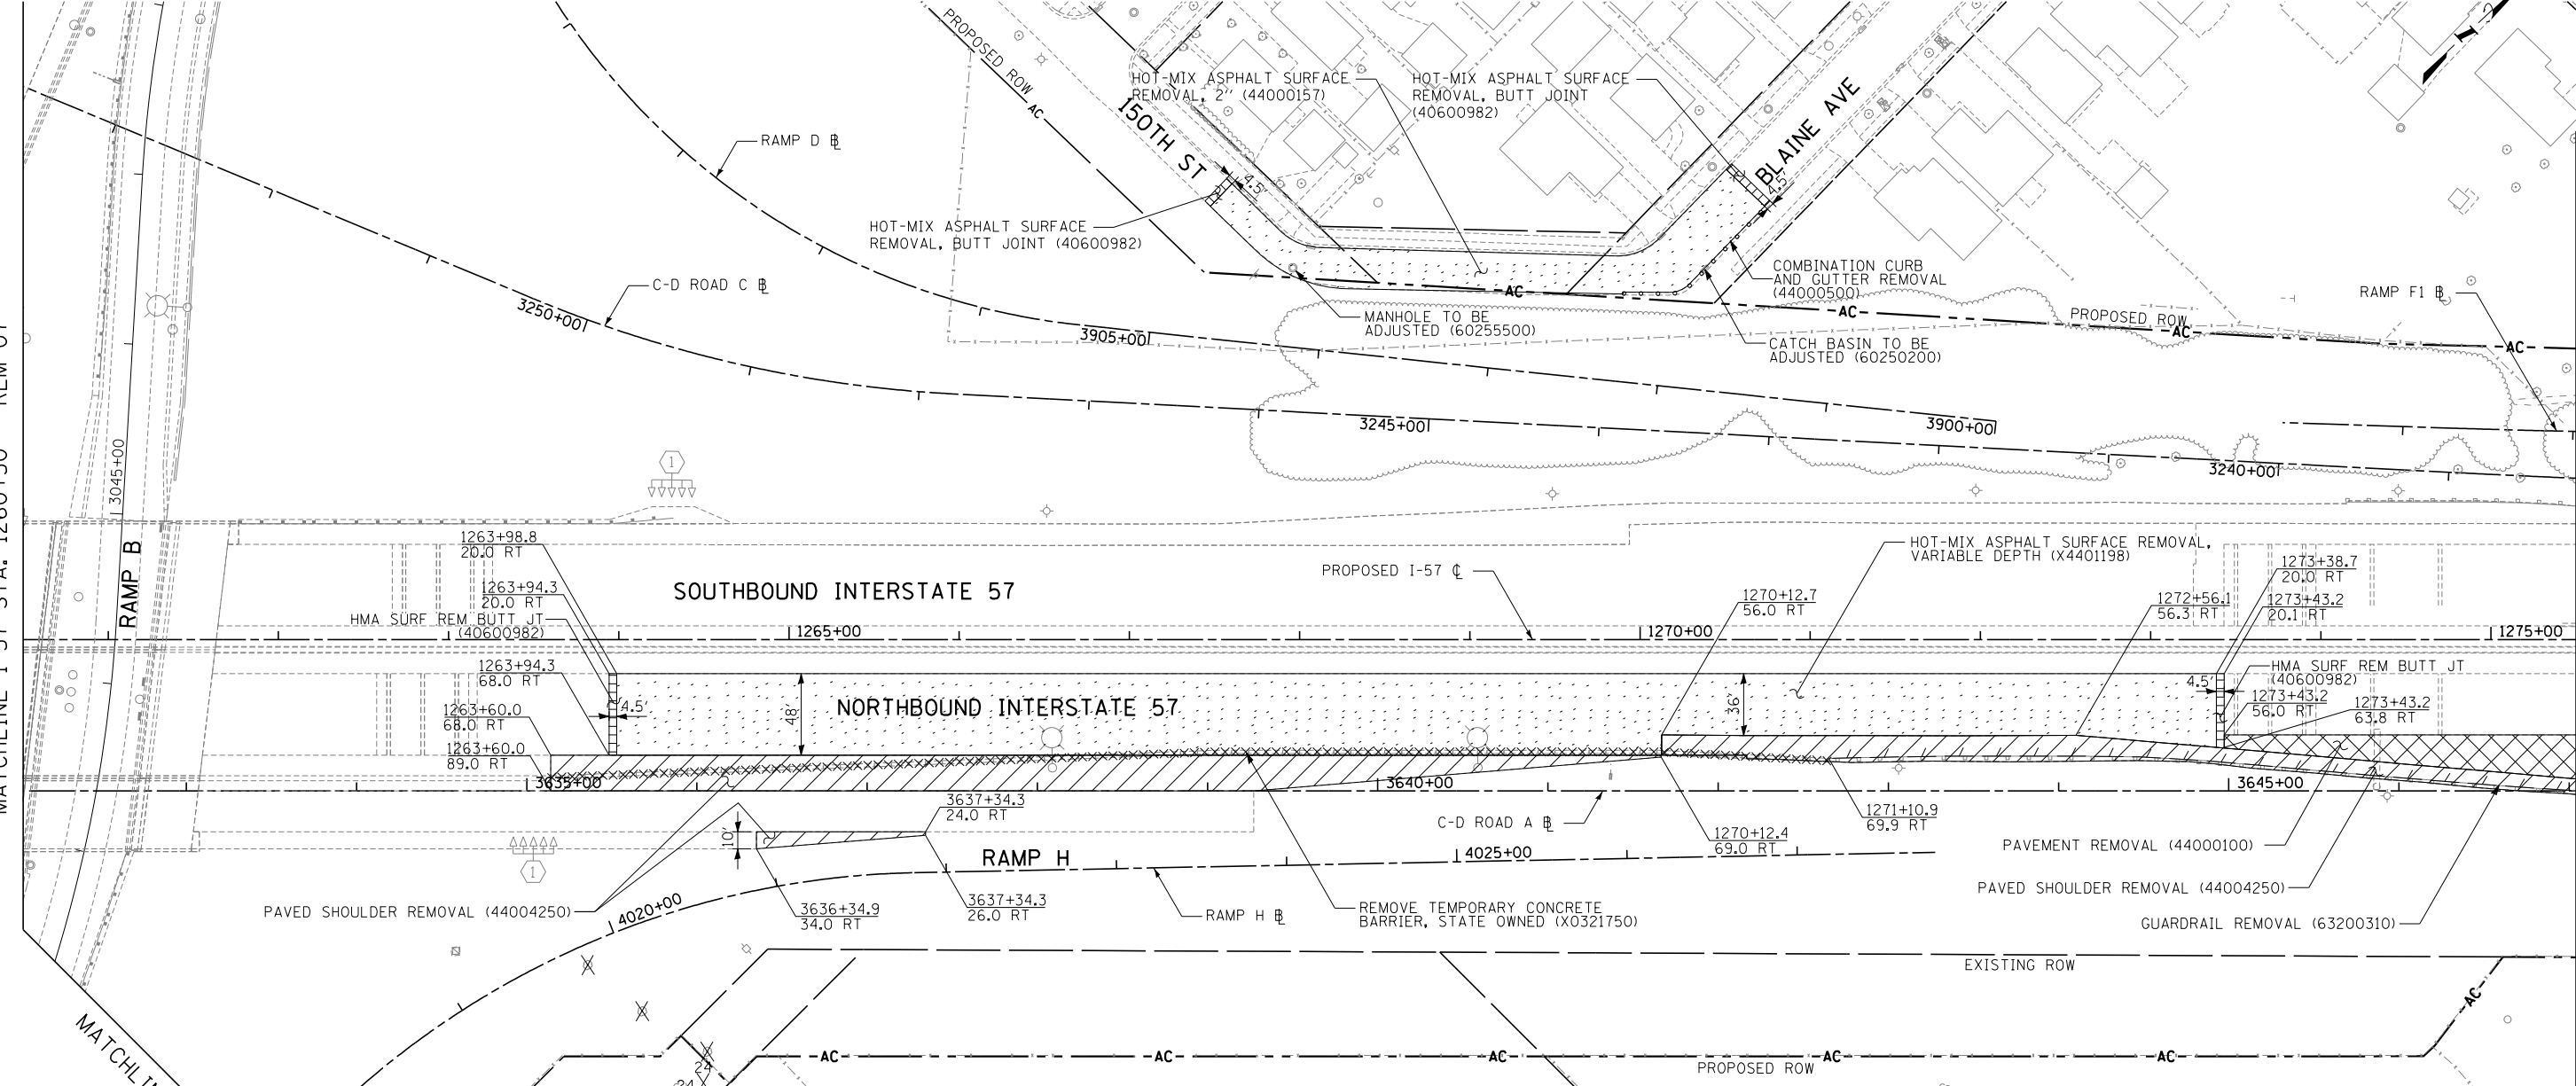 PROPOSED ROW
AC
150TH ST
HOT-MIX ASPHALT SURFACE
REMOVAL, 2" (44000157)
HOT-MIX ASPHALT SURFACE
REMOVAL, BUTT JOINT
(40600982)
BLAINE AVE
4.5'
4.5'
RAMP D BL
HOT-MIX ASPHALT SURFACE
REMOVAL, BUTT JOINT (40600982)
C-D ROAD C BL
3250+00
COMBINATION CURB
AND GUTTER REMOVAL
(44000500)
AC
MANHOLE TO BE
ADJUSTED (60255500)
CATCH BASIN TO BE
ADJUSTED (60250200)
AC
PROPOSED ROW
AC
AC
RAMP F1 BL
3905+00
3245+00
3900+00
3240+00
3045+00
RAMP B
1
1263+98.8
20.0 RT
1263+94.3
20.0 RT
HMA SURF REM BUTT JT
(40600982)
1263+94.3
68.0 RT
1263+60.0
68.0 RT
1263+60.0
89.0 RT
SOUTHBOUND INTERSTATE 57
PROPOSED I-57 CL
HOT-MIX ASPHALT SURFACE REMOVAL,
VARIABLE DEPTH (X4401198)
1270+12.7
56.0 RT
1272+56.1
56.3 RT
1273+38.7
20.0 RT
1273+43.2
20.1 RT
1265+00
1270+00
1275+00
HMA SURF REM BUTT JT
(40600982)
4.5'
1273+43.2
56.0 RT
1273+43.2
63.8 RT
4.5'
48'
NORTHBOUND INTERSTATE 57
36'
3635+00
3640+00
3645+00
10'
3637+34.3
24.0 RT
C-D ROAD A BL
1270+12.4
69.0 RT
1271+10.9
69.9 RT
PAVEMENT REMOVAL (44000100)
RAMP H
4025+00
1
PAVED SHOULDER REMOVAL (44004250)
PAVED SHOULDER REMOVAL (44004250)
4020+00
3636+34.9
34.0 RT
3637+34.3
26.0 RT
RAMP H BL
REMOVE TEMPORARY CONCRETE
BARRIER, STATE OWNED (X0321750)
GUARDRAIL REMOVAL (63200310)
EXISTING ROW
AC
AC
AC
AC
AC
AC
PROPOSED ROW
24